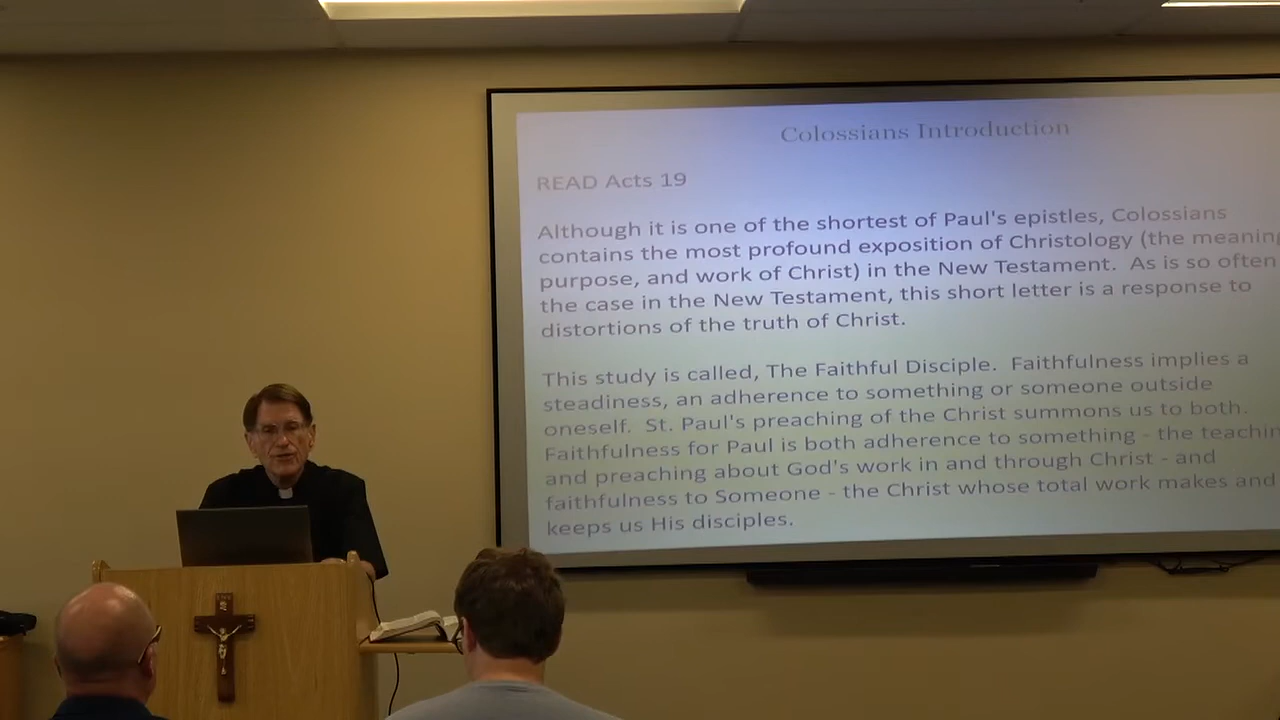 Colossians Introduction
READ Acts 19
Although it is one of the shortest of Paul's epistles, Colossians
contains the most profound exposition of Christology (the meaning
purpose, and work of Christ) in the New Testament. As is so often
the case in the New Testament, this short letter is a response to
distortions of the truth of Christ.
This study is called, The Faithful Disciple. Faithfulness implies a
steadiness, an adherence to something or someone outside
oneself. St. Paul's preaching of the Christ summons us to both.
Faithfulness for Paul is both adherence to something - the teachin
and preaching about God's work in and through Christ - and
faithfulness to Someone - the Christ whose total work makes and
keeps us His disciples.